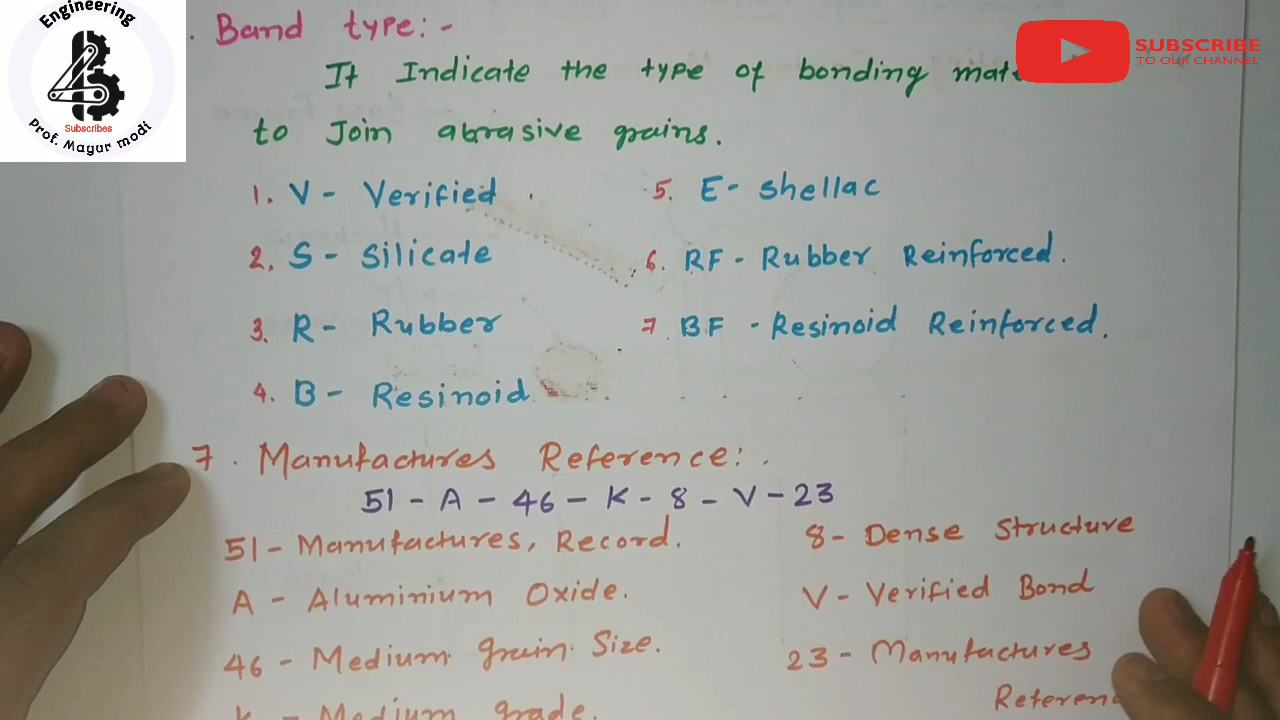 Engineering
Subscribes
Prof. Mayur modi
SUBSCRIBE
TO OUR CHANNEL
. Band type:-
It Indicate the type of bonding
to Join abrasive grains.
1. V - Verified
2. S - Silicate
3. R - Rubber
4. B - Resinoid
5. E - Shellac
6. RF - Rubber Reinforced.
7. BF - Resinoid Reinforced.
7. Manufactures Reference:.
51 - A - 46 - K - 8 - V - 23
51 - Manufactures, Record.
A - Aluminium Oxide.
46 - Medium grain Size.
K - Medium grade.
8 - Dense Structure
V - Verified Bond
23 - Manufactures